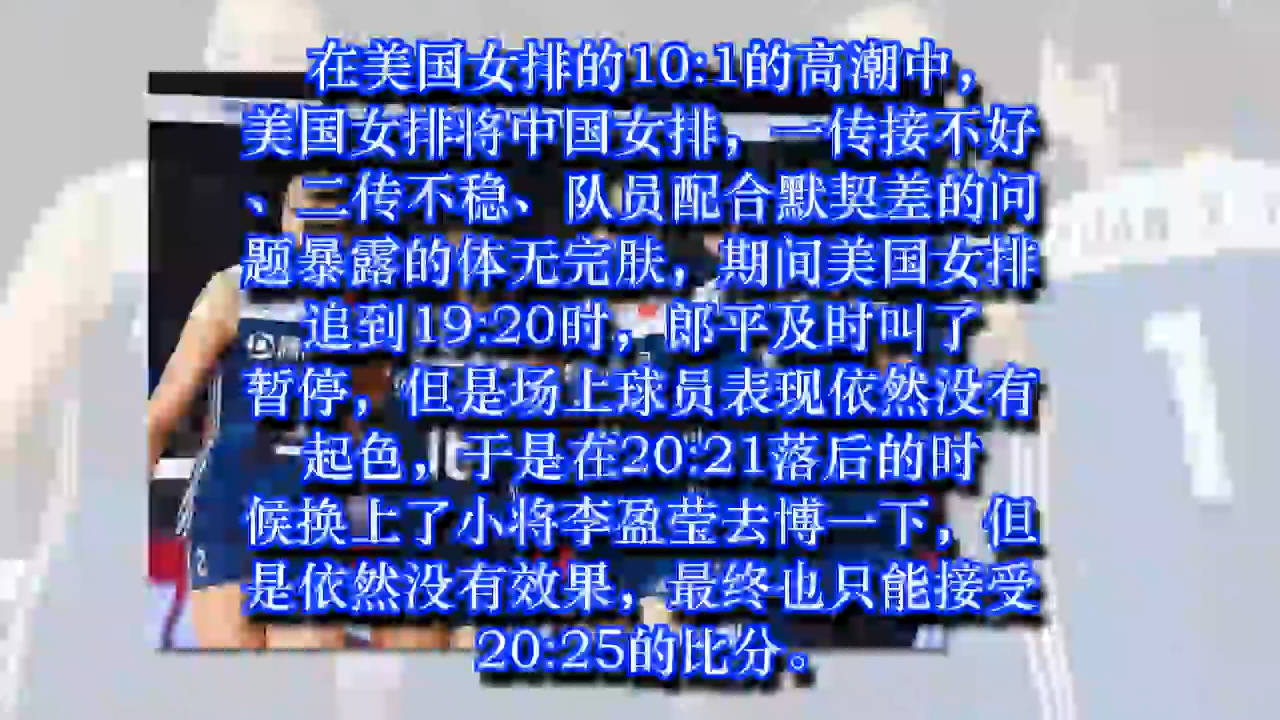 在美国女排的10:1的高潮中，
美国女排将中国女排，一传接不好
、二传不稳、队员配合默契差的问
题暴露的体无完肤，期间美国女排
追到19:20时，郎平及时叫了
暂停，但是场上球员表现依然没有
起色，于是在20:21落后的时
候换上了小将李盈莹去博一下，但
是依然没有效果，最终也只能接受
20:25的比分。
1